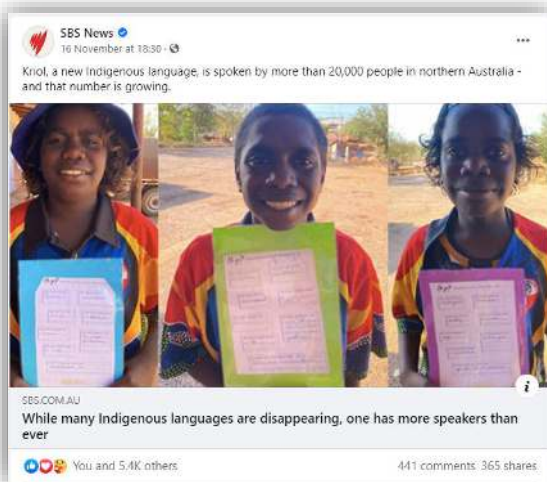 SBS News
16 November at 18:30 ·
Kriol, a new Indigenous language, is spoken by more than 20,000 people in northern Australia -
and that number is growing.
SBS.COM.AU
While many Indigenous languages are disappearing, one has more speakers than
ever
You and 5.4K others
441 comments 365 shares